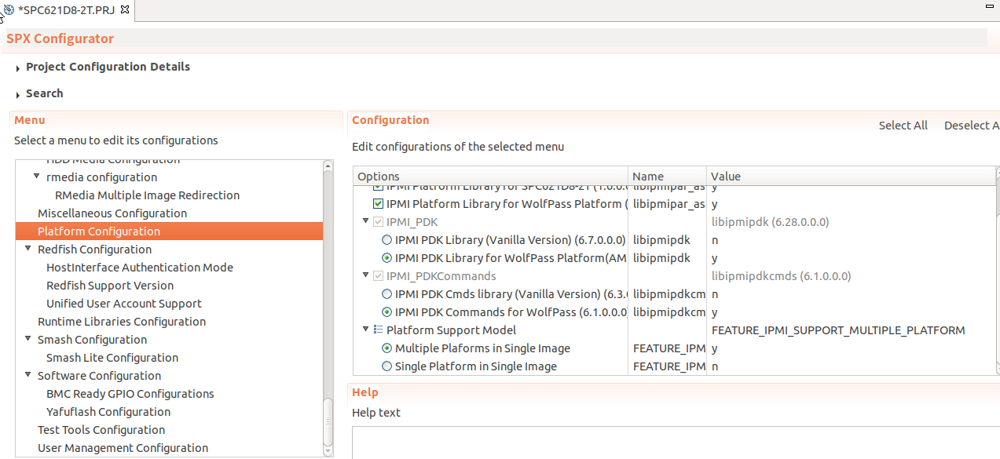 *SPC621D8-2T.PRJ
SPX Configurator
Project Configuration Details
Search
Menu
Select a menu to edit its configurations
HDD Media Configuration
rmedia configuration
RMedia Multiple Image Redirection
Miscellaneous Configuration
Platform Configuration
Redfish Configuration
HostInterface Authentication Mode
Redfish Support Version
Unified User Account Support
Runtime Libraries Configuration
Smash Configuration
Smash Lite Configuration
Software Configuration
BMC Ready GPIO Configurations
Yafuflash Configuration
Test Tools Configuration
User Management Configuration
Configuration
Select All Deselect A
Edit configurations of the selected menu
Options Name Value
IPMI Platform Library for SPC621D8-2T (1.0.0. libipmipar_as y
IPMI Platform Library for WolfPass Platform ( libipmipar_as y
IPMI_PDK libipmipdk (6.28.0.0.0)
IPMI PDK Library (Vanilla Version) (6.7.0.0.0) libipmipdk n
IPMI PDK Library for WolfPass Platform(AM libipmipdk y
IPMI_PDKCommands libipmipdkcmds (6.1.0.0.0)
IPMI PDK Cmds library (Vanilla Version) (6.3. libipmipdkcm n
IPMI PDK Commands for WolfPass (6.1.0.0.0) libipmipdkcm y
Platform Support Model FEATURE_IPMI_SUPPORT_MULTIPLE_PLATFORM
Multiple Plaforms in Single Image FEATURE_IPM y
Single Platform in Single Image FEATURE_IPM n
Help
Help text